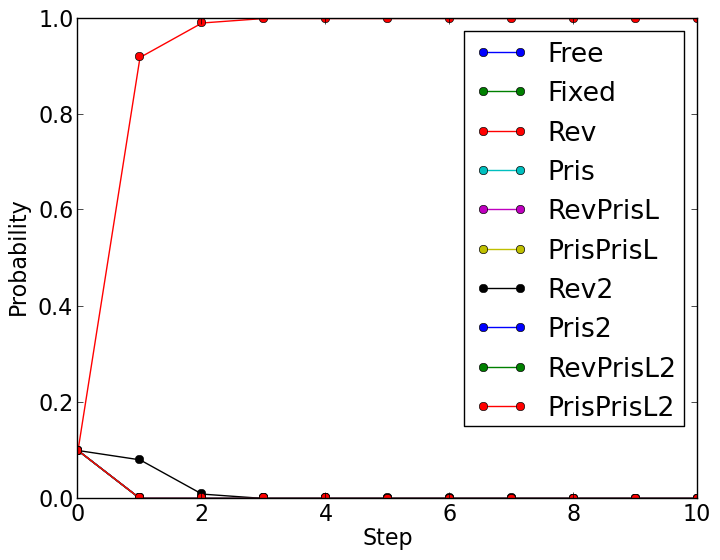 1.0
0.8
0.6
0.4
0.2
0.0
Probability
0 2 4 6 8 10
Step
Free
Fixed
Rev
Pris
RevPrisL
PrisPrisL
Rev2
Pris2
RevPrisL2
PrisPrisL2